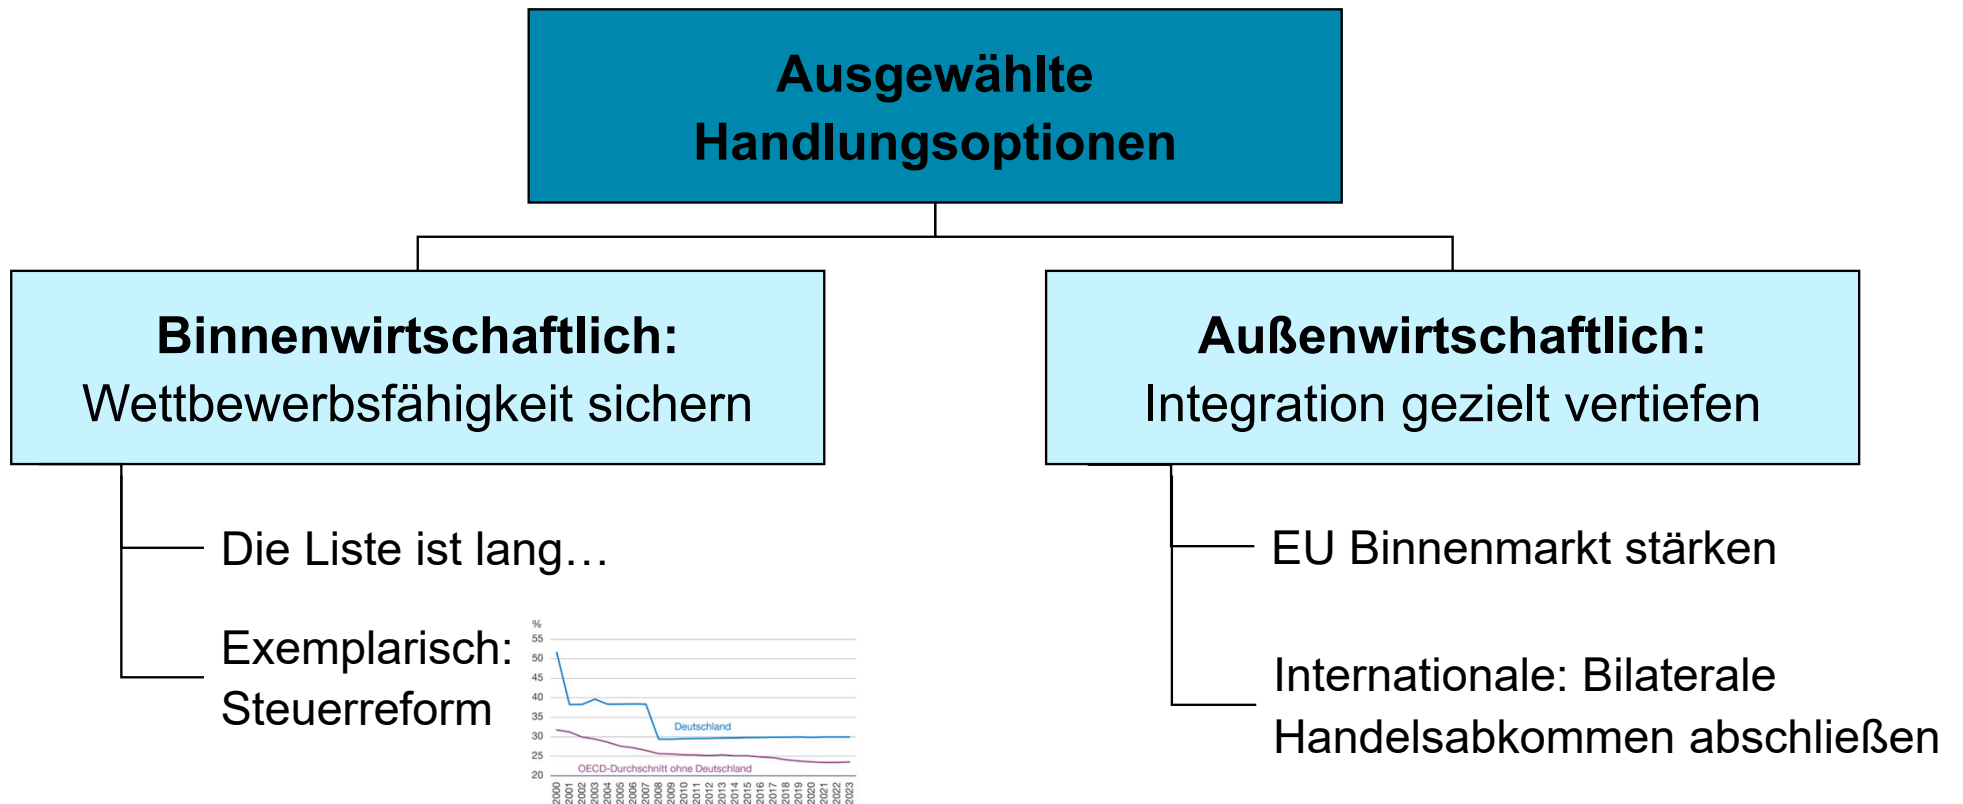 Ausgewählte
Handlungsoptionen
Binnenwirtschaftlich:
Wettbewerbsfähigkeit sichern
Außenwirtschaftlich:
Integration gezielt vertiefen
Die Liste ist lang…
Exemplarisch:
Steuerreform
%
55
50
45
40
35
30
25
20
Deutschland
OECD-Durchschnitt ohne Deutschland
2000
2001
2002
2003
2004
2005
2006
2007
2008
2009
2010
2011
2012
2013
2014
2015
2016
2017
2018
2019
2020
2021
2022
2023
EU Binnenmarkt stärken
Internationale: Bilaterale
Handelsabkommen abschließen